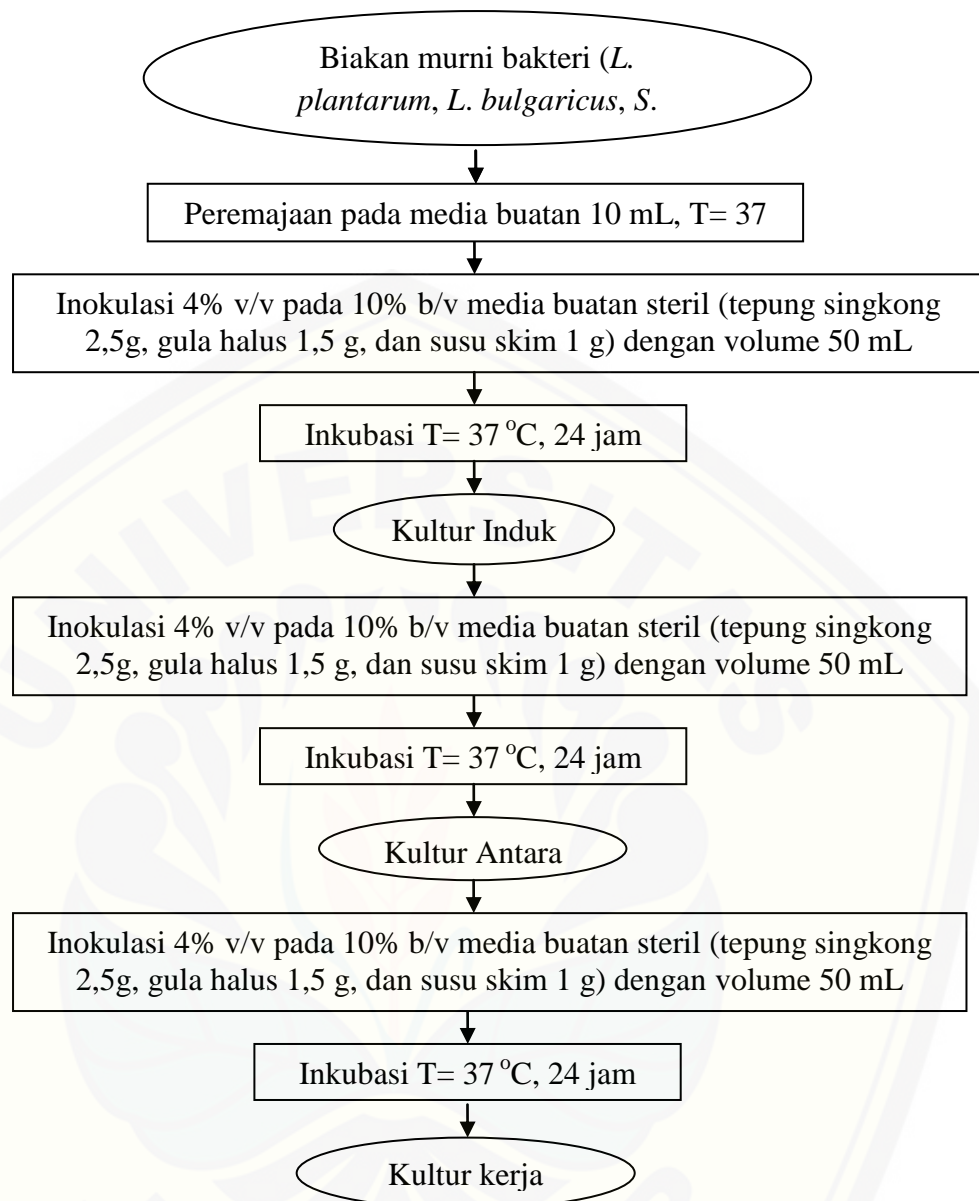 Biakan murni bakteri (L.
plantarum, L. bulgaricus, S.
Peremajaan pada media buatan 10 mL, T= 37
Inokulasi 4% v/v pada 10% b/v media buatan steril (tepung singkong
2,5g, gula halus 1,5 g, dan susu skim 1 g) dengan volume 50 mL
Inkubasi T= 37 °C, 24 jam
Kultur Induk
Inokulasi 4% v/v pada 10% b/v media buatan steril (tepung singkong
2,5g, gula halus 1,5 g, dan susu skim 1 g) dengan volume 50 mL
Inkubasi T= 37 °C, 24 jam
Kultur Antara
Inokulasi 4% v/v pada 10% b/v media buatan steril (tepung singkong
2,5g, gula halus 1,5 g, dan susu skim 1 g) dengan volume 50 mL
Inkubasi T= 37 °C, 24 jam
Kultur kerja
UNIVERSITAS